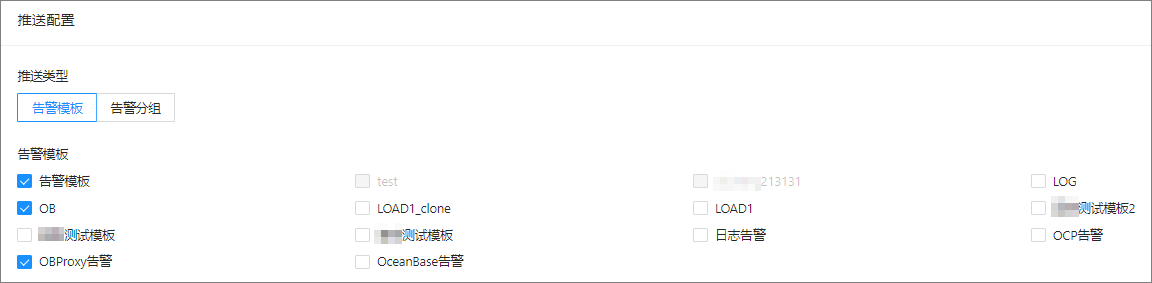 推送配置
推送类型
告警模板 告警分组
告警模板
告警模板 test 213131 LOG
OB LOAD1_clone LOAD1 测试模板2
测试模板 测试模板 日志告警 OCP告警
OBProxy告警 OceanBase告警